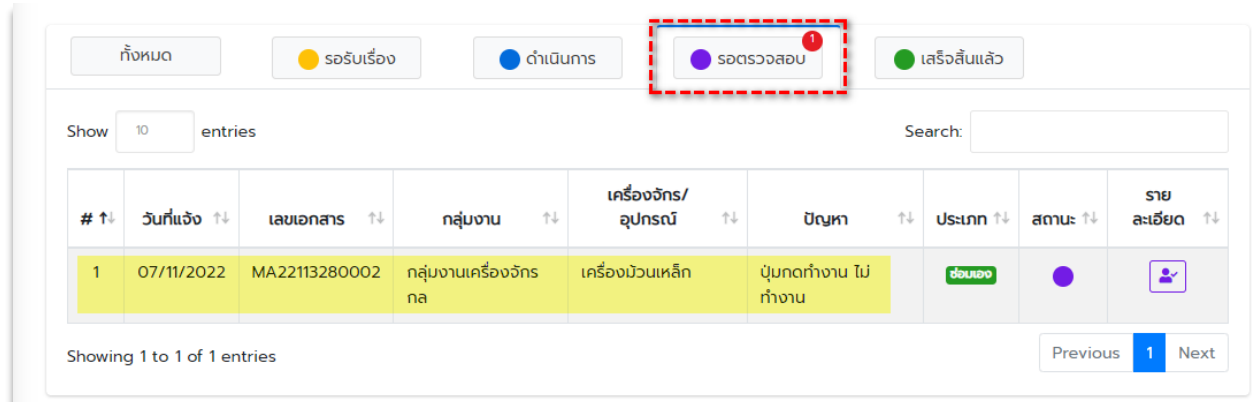 ทั้งหมด รอรับเรื่อง ดำเนินการ รอตรวจสอบ 1 เสร็จสิ้นแล้ว
Show 10 entries Search:
# วันที่แจ้ง เลขเอกสาร กลุ่มงาน เครื่องจักร/ ปัญหา ประเภท สถานะ ราย
อุปกรณ์ ละเอียด
1 07/11/2022 MA22113280002 กลุ่มงานเครื่องจักร เครื่องม้วนเหล็ก ปุ่มกดทำงาน ไม่ ซ่อมเอง
กล ทำงาน
Showing 1 to 1 of 1 entries Previous 1 Next